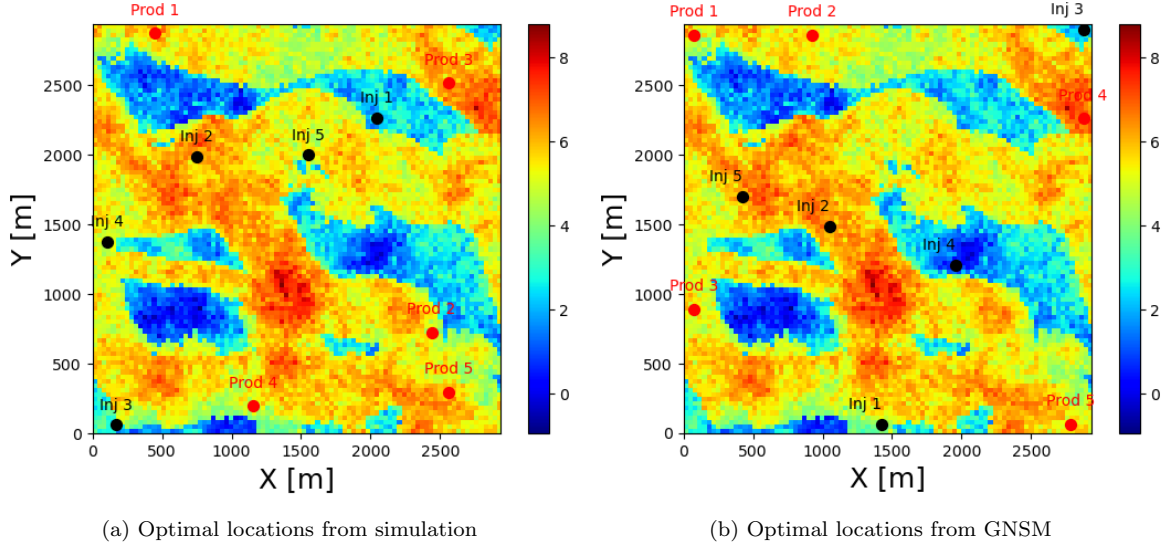 Prod 1
Prod 3
Inj 1
Inj 2
Inj 5
Inj 4
Prod 2
Prod 5
Prod 4
Inj 3
2500
2000
1500
1000
500
0
Y [m]
0 500 1000 1500 2000 2500
X [m]
8
6
4
2
0
(a) Optimal locations from simulation
Prod 1
Prod 2
Inj 3
Prod 4
Inj 5
Inj 2
Inj 4
Prod 3
Inj 1
Prod 5
2500
2000
1500
1000
500
0
Y [m]
0 500 1000 1500 2000 2500
X [m]
8
6
4
2
0
(b) Optimal locations from GNSM